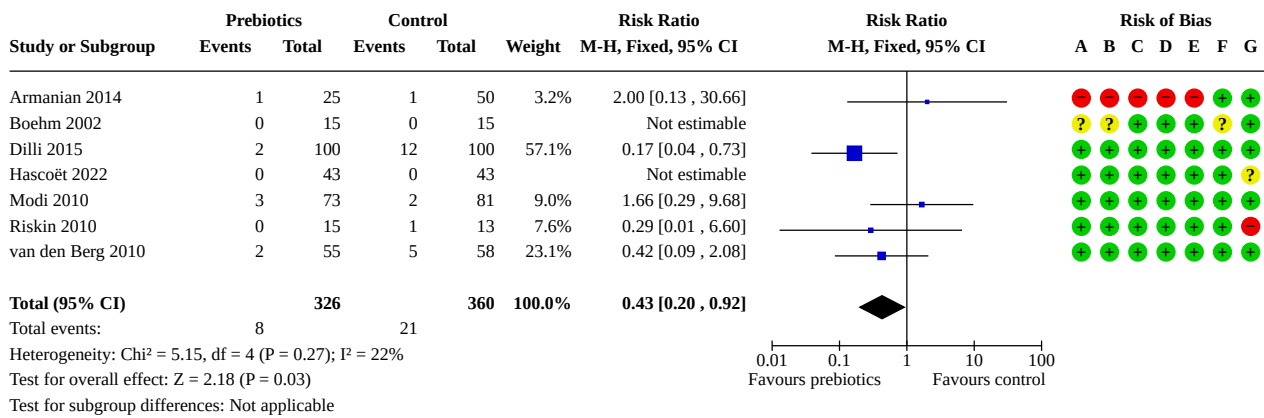 Prebiotics Control Risk Ratio Risk Ratio Risk of Bias
Study or Subgroup Events Total Events Total Weight M-H, Fixed, 95% CI M-H, Fixed, 95% CI A B C D E F G
Armanian 2014 1 25 1 50 3.2% 2.00 [0.13 , 30.66] − − − − − + +
Boehm 2002 0 15 0 15 Not estimable ? ? + + + ? +
Dilli 2015 2 100 12 100 57.1% 0.17 [0.04 , 0.73] + + + + + + +
Hascoët 2022 0 43 0 43 Not estimable + + + + + + ?
Modi 2010 3 73 2 81 9.0% 1.66 [0.29 , 9.68] + + + + + + +
Riskin 2010 0 15 1 13 7.6% 0.29 [0.01 , 6.60] + + + + + + −
van den Berg 2010 2 55 5 58 23.1% 0.42 [0.09 , 2.08] + + + + + + +
Total (95% CI) 326 360 100.0% 0.43 [0.20 , 0.92]
Total events: 8 21
Heterogeneity: Chi² = 5.15, df = 4 (P = 0.27); I² = 22%
0.01 0.1 1 10 100
Test for overall effect: Z = 2.18 (P = 0.03)
Favours prebiotics Favours control
Test for subgroup differences: Not applicable